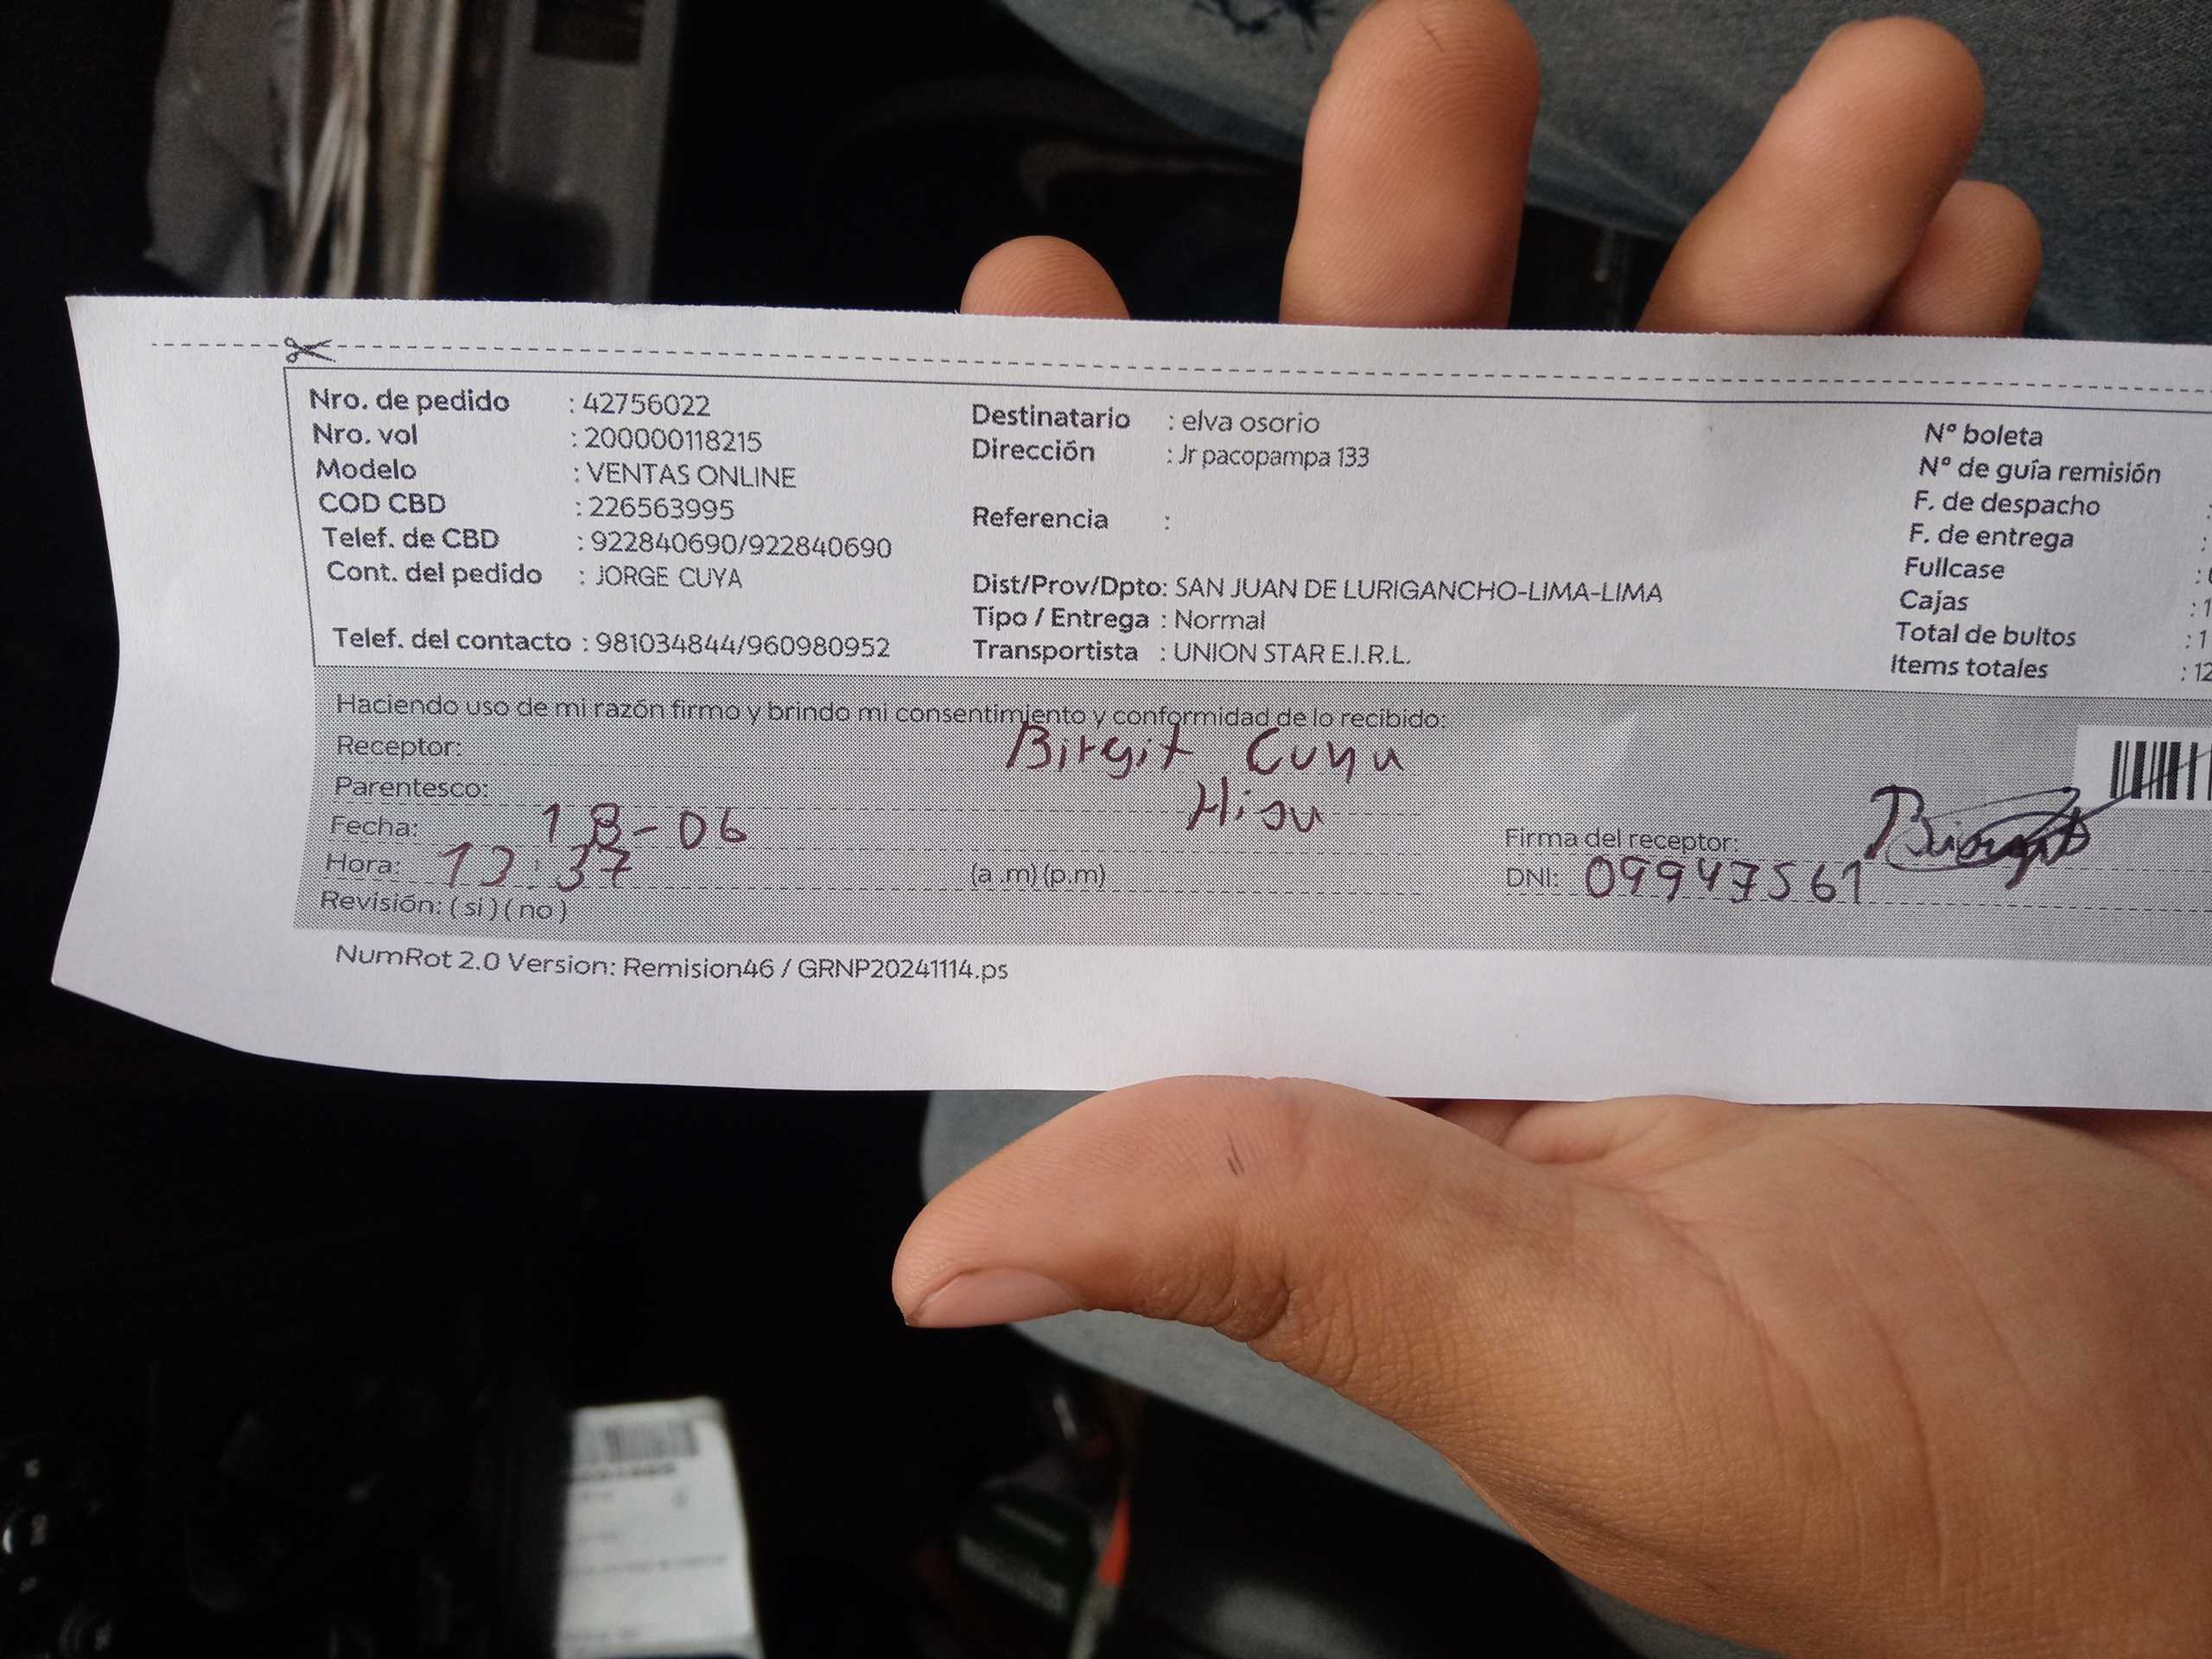 Nro. de pedido : 42756022
Nro. vol : 200000118215
Modelo : VENTAS ONLINE
COD CBD : 226563995
Telef. de CBD : 922840690/922840690
Cont. del pedido : JORGE CUYA
Telef. del contacto : 981034844/960980952
Destinatario : elva osorio
Dirección : Jr pacopampa 133
Referencia :
Dist/Prov/Dpto: SAN JUAN DE LURIGANCHO-LIMA-LIMA
Tipo / Entrega : Normal
Transportista : UNION STAR E.I.R.L.
N° boleta
N° de guía remisión
F. de despacho :
F. de entrega :
Fullcase :
Cajas : 1
Total de bultos : 1
Items totales : 12
Haciendo uso de mi razón firmo y brindo mi consentimiento y conformidad de lo recibido:
Receptor: Birgit Cuya
Parentesco: Hija
Fecha: 18-06
Hora: 13:37 (a .m) (p.m)
Revisión: ( si ) ( no )
Firma del receptor:
DNI: 09947561
NumRot 2.0 Version: Remision46 / GRNP20241114.ps